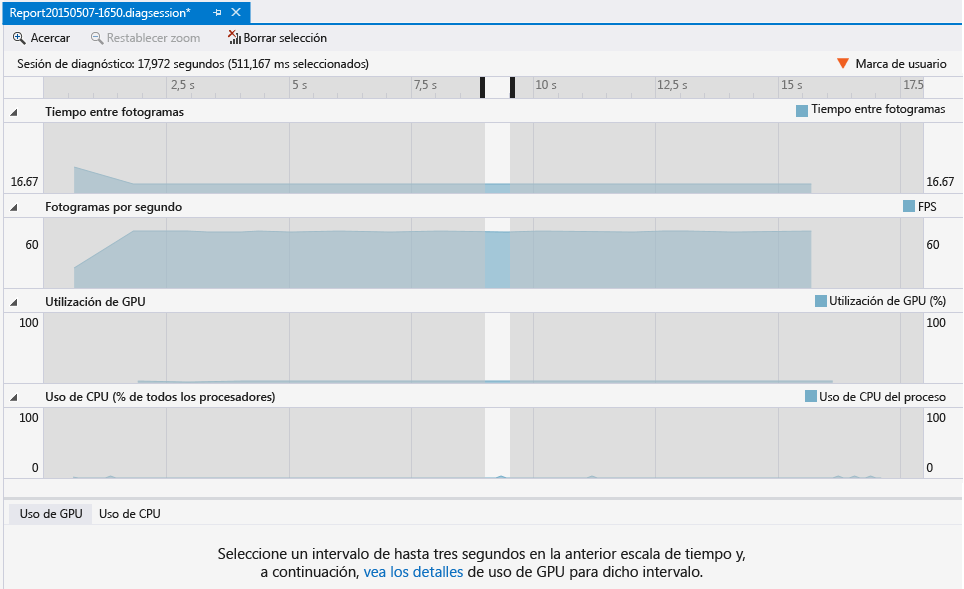 Report20150507-1650.diagsession*
Acercar Restablecer zoom Borrar selección
Sesión de diagnóstico: 17,972 segundos (511,167 ms seleccionados) Marca de usuario
2,5 s 5 s 7,5 s 10 s 12,5 s 15 s 17.5
Tiempo entre fotogramas Tiempo entre fotogramas
16.67 16.67
Fotogramas por segundo FPS
60 60
Utilización de GPU Utilización de GPU (%)
100 100
Uso de CPU (% de todos los procesadores) Uso de CPU del proceso
100 100
0 0
Uso de GPU Uso de CPU
Seleccione un intervalo de hasta tres segundos en la anterior escala de tiempo y,
a continuación, vea los detalles de uso de GPU para dicho intervalo.